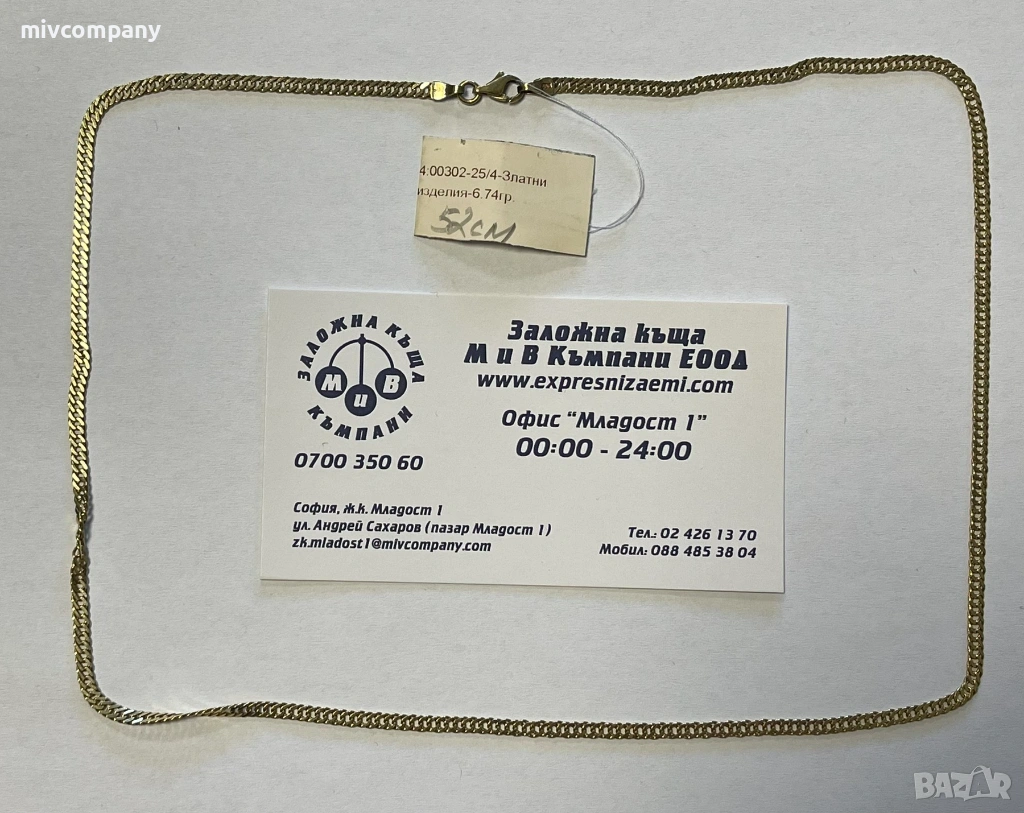 mivcompany
4.00302-25/4-Златни
изделия-6.74гр.
52см
ЗАЛОЖНА КЪЩА
М и В
КЪМПАНИ
0700 350 60
Заложна къща
М и В Къмпани ЕООД
www.expresnizaemi.com
Офис "Младост 1"
00:00 - 24:00
София, ж.к. Младост 1
ул. Андрей Сахаров (пазар Младост 1)
zk.mladost1@mivcompany.com
Тел.: 02 426 13 70
Мобил: 088 485 38 04
BAZAR